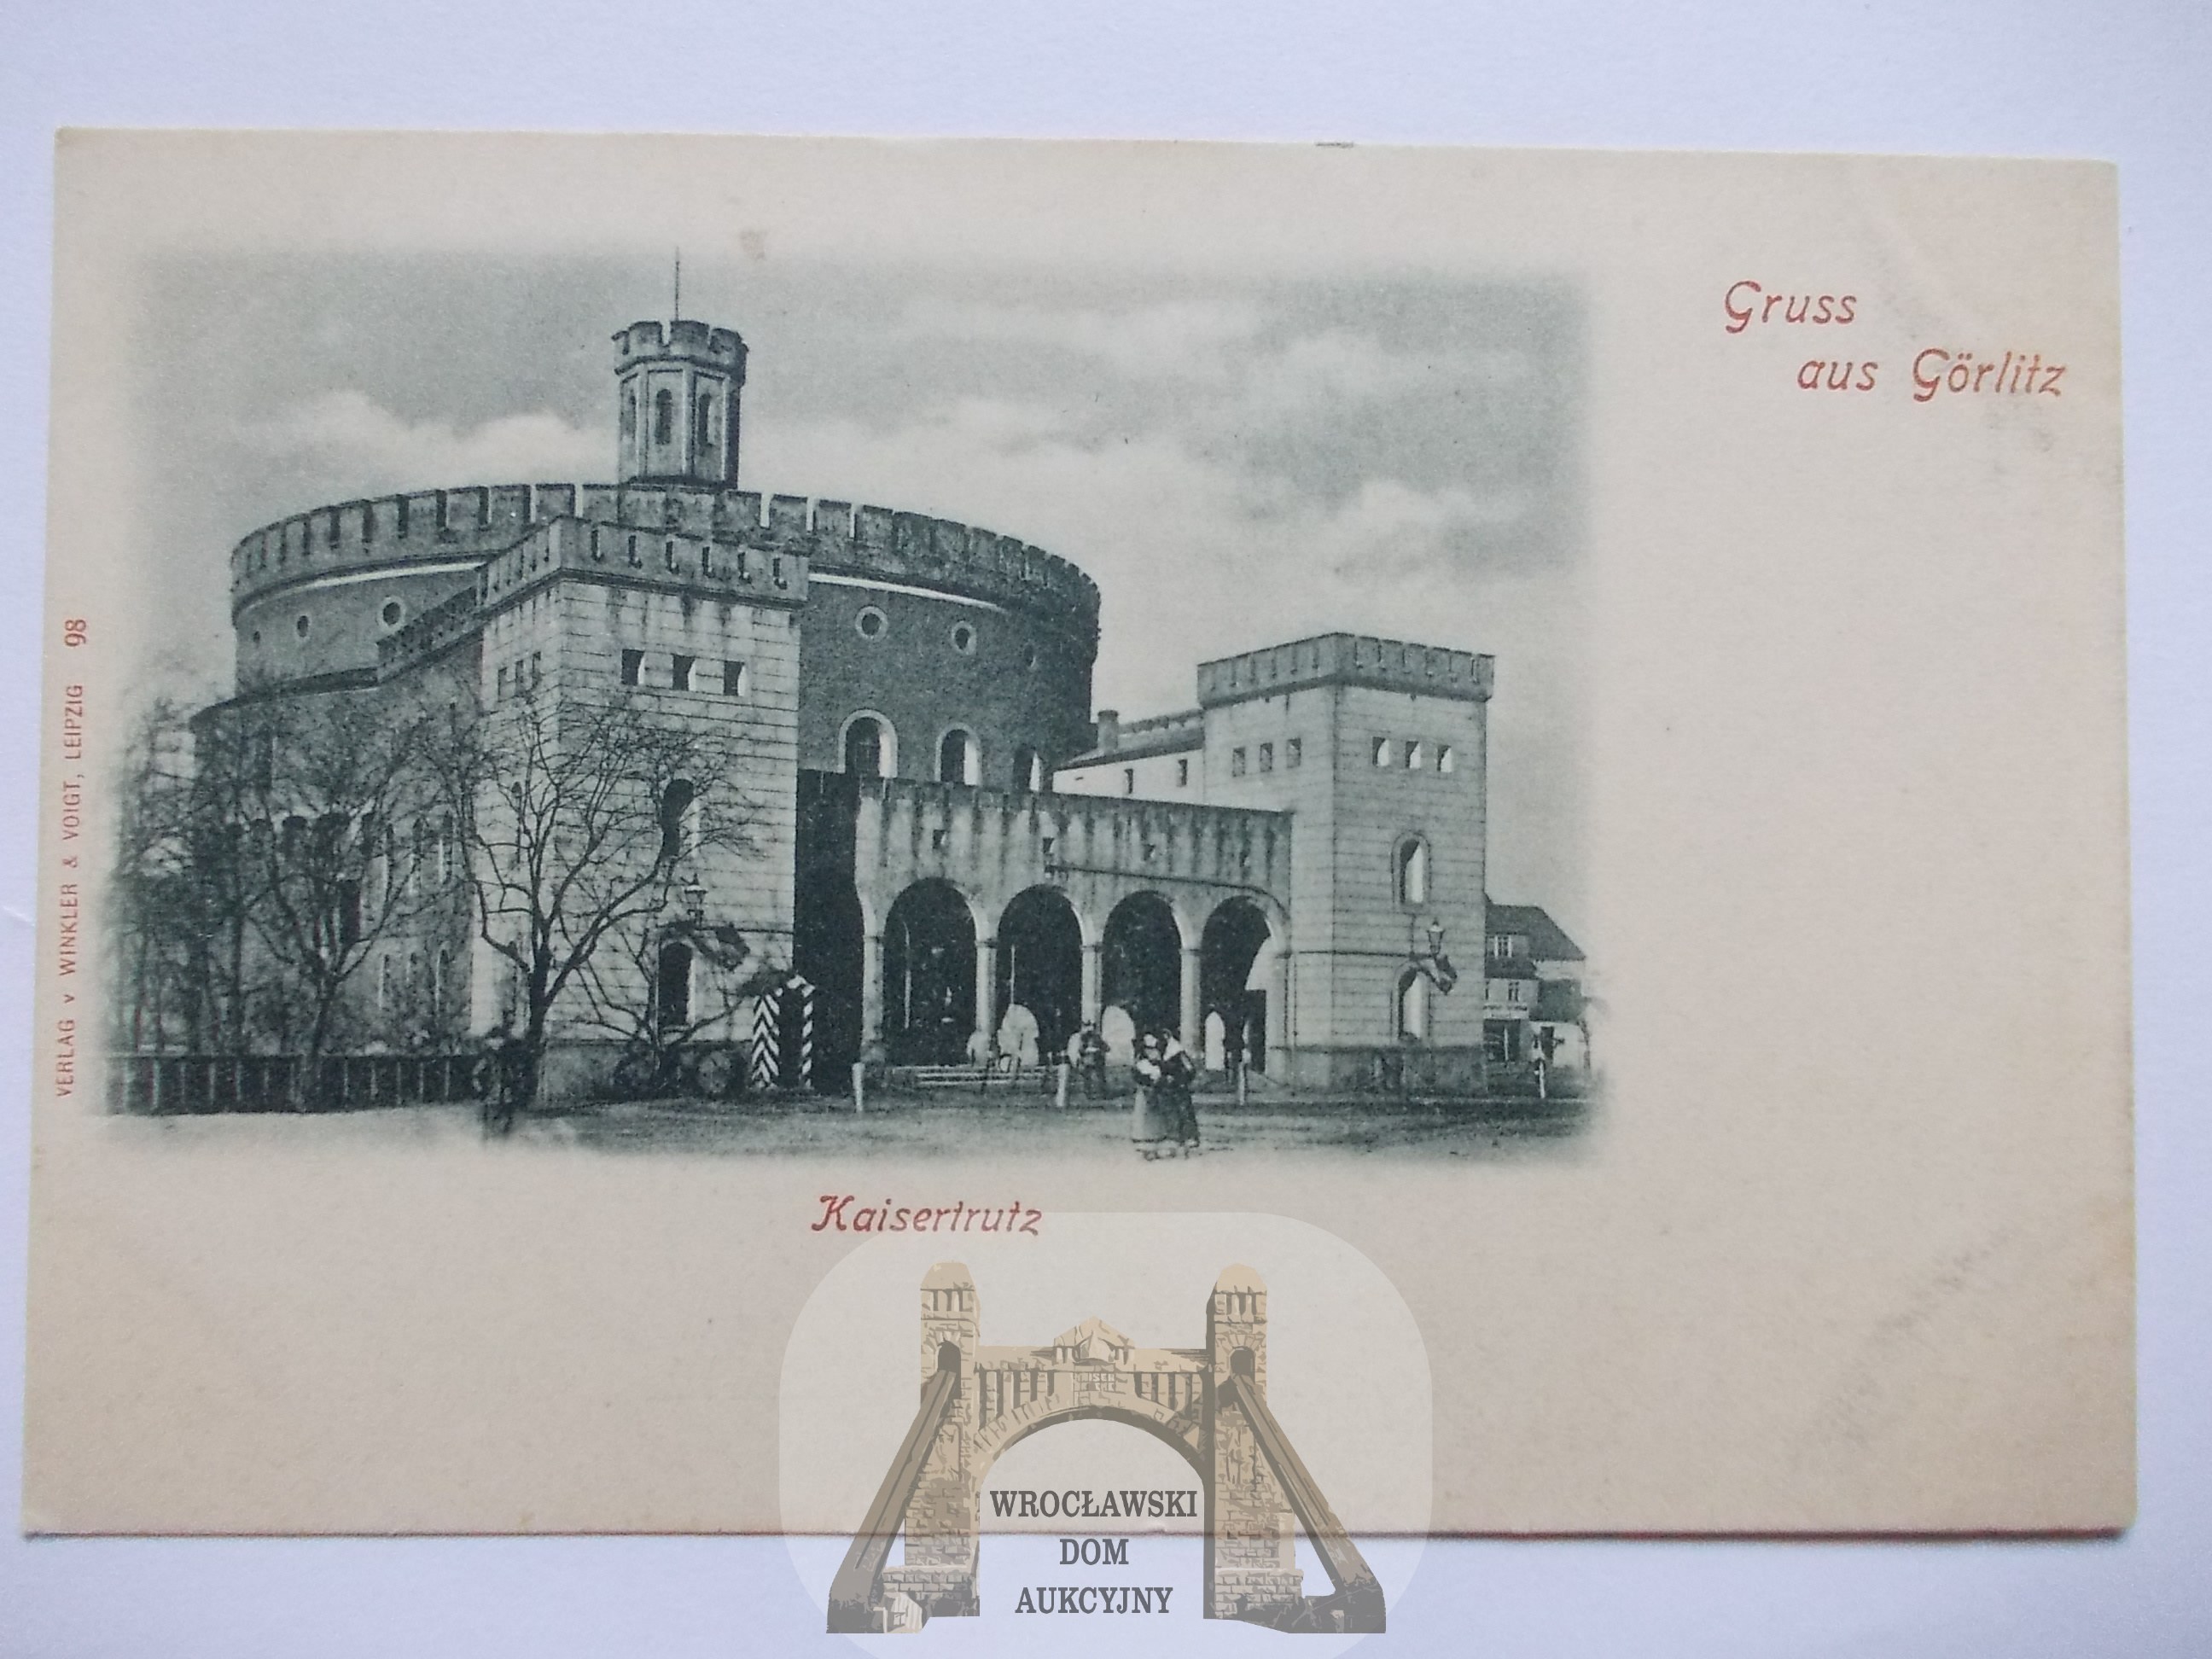 Gruss
aus Görlitz
VERLAG v WINKLER & VOIGT, LEIPZIG 98
Kaisertrutz
WROCŁAWSKI
DOM
AUKCYJNY